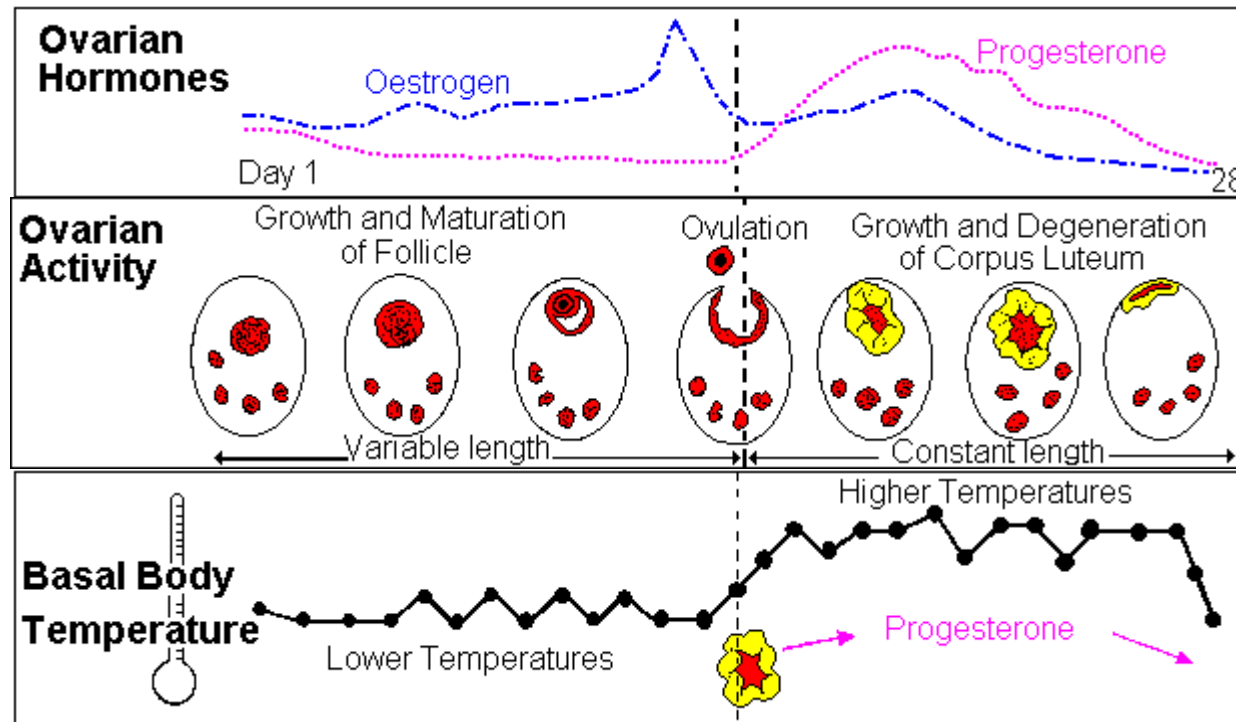 Ovarian
Hormones
Oestrogen
Progesterone
Day 1
28
Ovarian
Activity
Growth and Maturation
of Follicle
Ovulation
Growth and Degeneration
of Corpus Luteum
Variable length
Constant length
Basal Body
Temperature
Higher Temperatures
Lower Temperatures
Progesterone